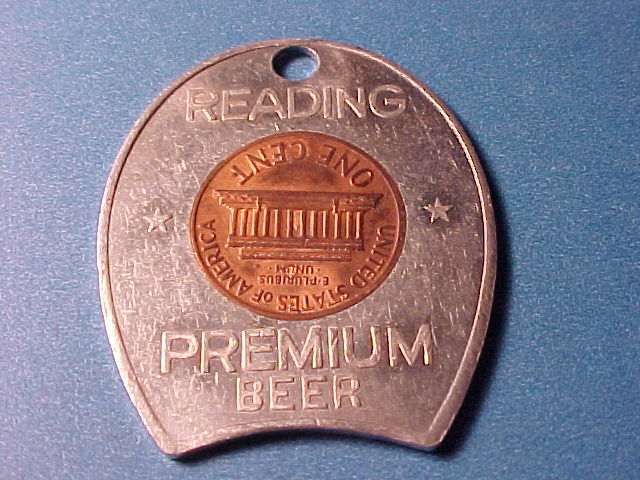 READING
ONE CENT
UNITED STATES OF AMERICA
E·PLURIBUS
·UNUM·
PREMIUM
BEER